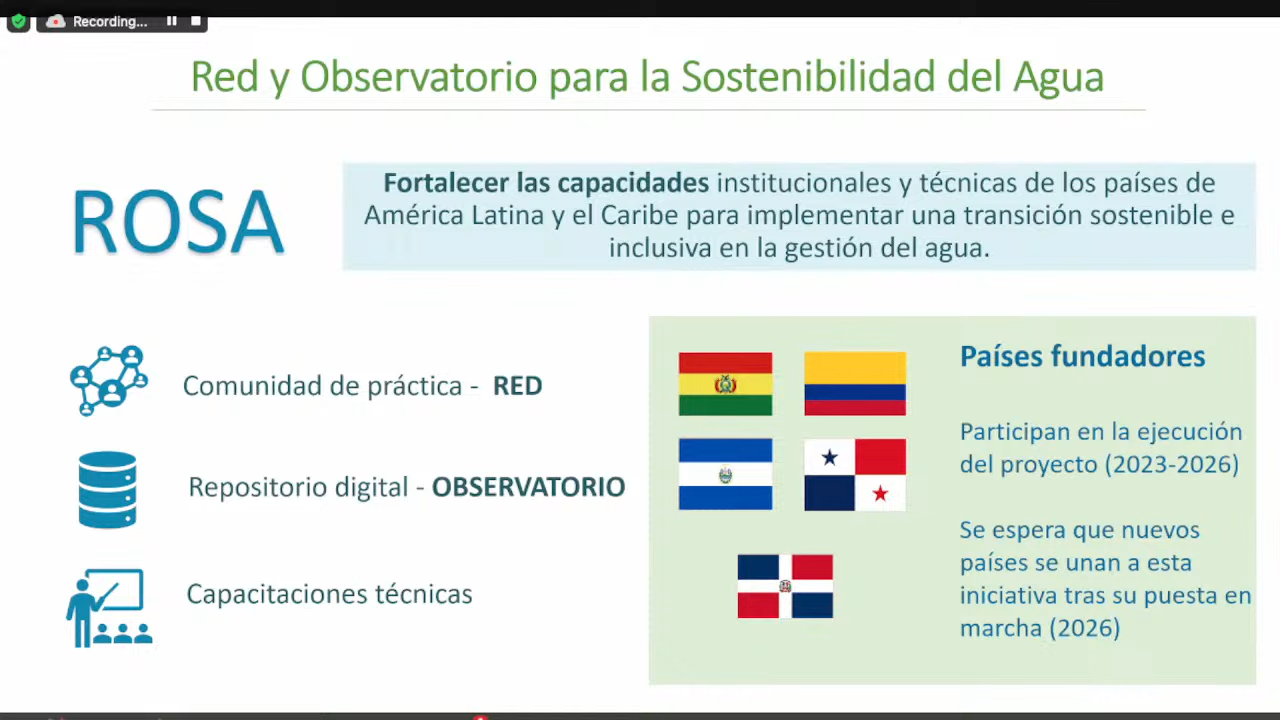 Recording...
Red y Observatorio para la Sostenibilidad del Agua
ROSA
Fortalecer las capacidades institucionales y técnicas de los países de
América Latina y el Caribe para implementar una transición sostenible e
inclusiva en la gestión del agua.
Comunidad de práctica - RED
Repositorio digital - OBSERVATORIO
Capacitaciones técnicas
Países fundadores
Participan en la ejecución
del proyecto (2023-2026)
Se espera que nuevos
países se unan a esta
iniciativa tras su puesta en
marcha (2026)